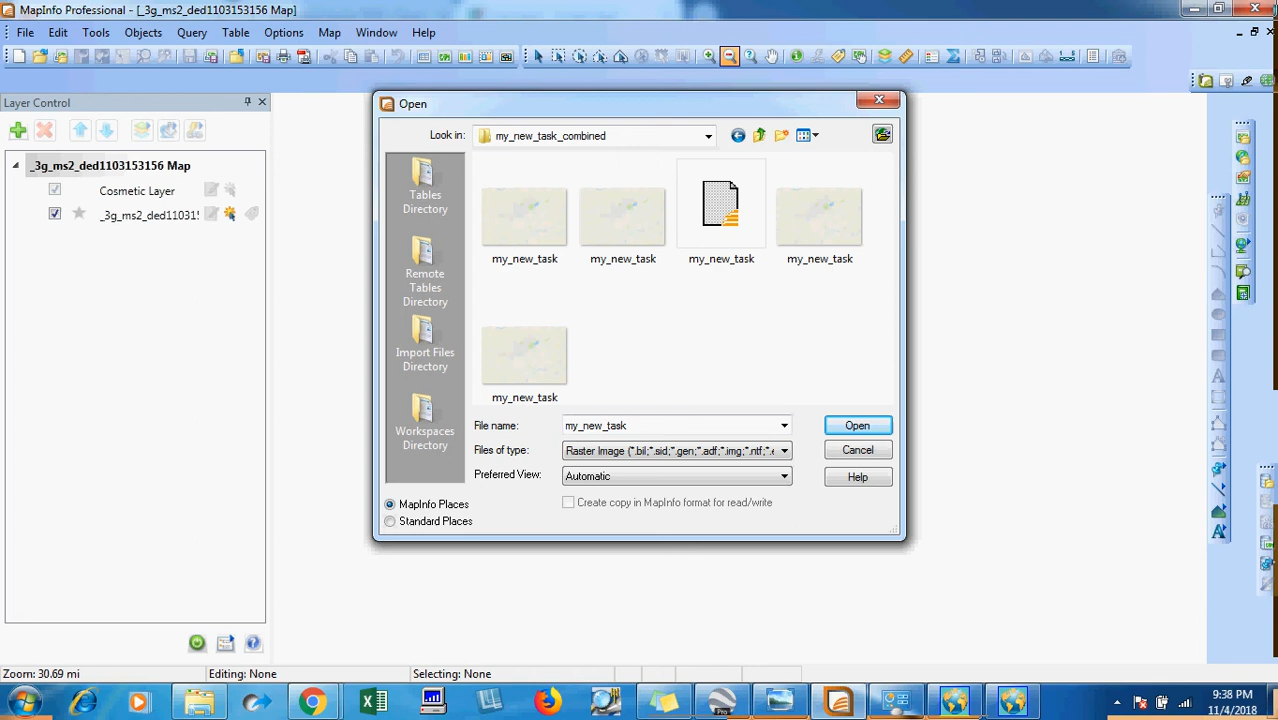 MapInfo Professional - [_3g_ms2_ded1103153156 Map]
File Edit Tools Objects Query Table Options Map Window Help
Layer Control
_3g_ms2_ded1103153156 Map
Cosmetic Layer
_3g_ms2_ded11031
Open
Look in: my_new_task_combined
Tables
Directory
Remote
Tables
Directory
Import Files
Directory
Workspaces
Directory
my_new_task my_new_task my_new_task my_new_task
my_new_task
File name: my_new_task Open
Files of type: Raster Image (*.bil;*.sid;*.gen;*.adf;*.img;*.ntf;*. Cancel
Preferred View: Automatic Help
MapInfo Places
Create copy in MapInfo format for read/write
Standard Places
Zoom: 30.69 mi Editing: None Selecting: None
Pro
9:38 PM
11/4/2018